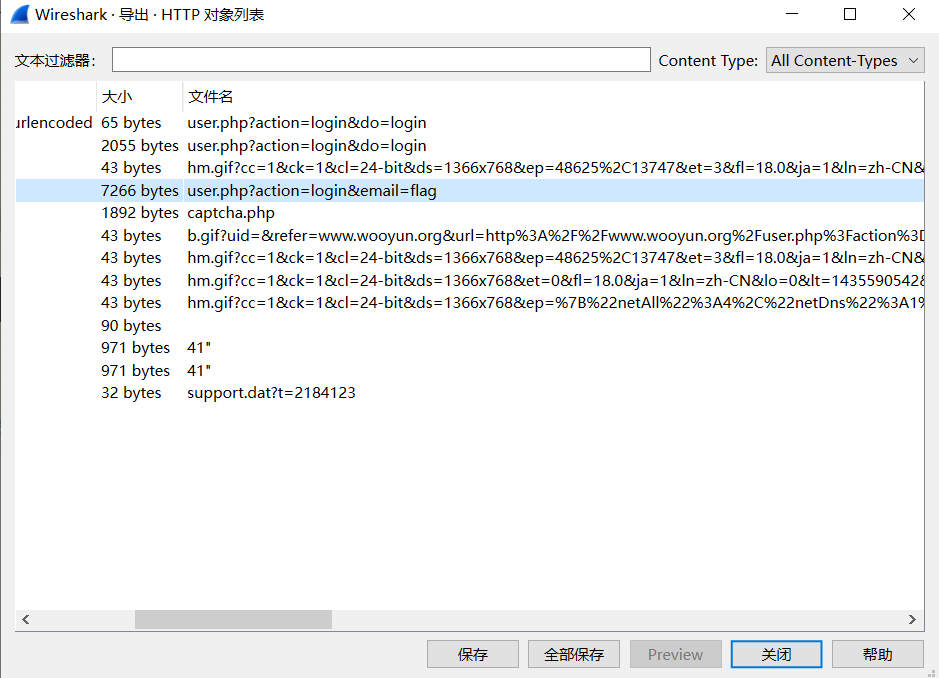 Wireshark · 导出 · HTTP 对象列表
文本过滤器： Content Type: All Content-Types
大小 文件名
urlencoded 65 bytes user.php?action=login&do=login
2055 bytes user.php?action=login&do=login
43 bytes hm.gif?cc=1&ck=1&cl=24-bit&ds=1366x768&ep=48625%2C13747&et=3&fl=18.0&ja=1&ln=zh-CN&
7266 bytes user.php?action=login&email=flag
1892 bytes captcha.php
43 bytes b.gif?uid=&refer=www.wooyun.org&url=http%3A%2F%2Fwww.wooyun.org%2Fuser.php%3Faction%3D
43 bytes hm.gif?cc=1&ck=1&cl=24-bit&ds=1366x768&ep=48625%2C13747&et=3&fl=18.0&ja=1&ln=zh-CN&
43 bytes hm.gif?cc=1&ck=1&cl=24-bit&ds=1366x768&et=0&fl=18.0&ja=1&ln=zh-CN&lo=0&lt=1435590542&
43 bytes hm.gif?cc=1&ck=1&cl=24-bit&ds=1366x768&ep=%7B%22netAll%22%3A4%2C%22netDns%22%3A1%
90 bytes
971 bytes 41"
971 bytes 41"
32 bytes support.dat?t=2184123
保存 全部保存 Preview 关闭 帮助